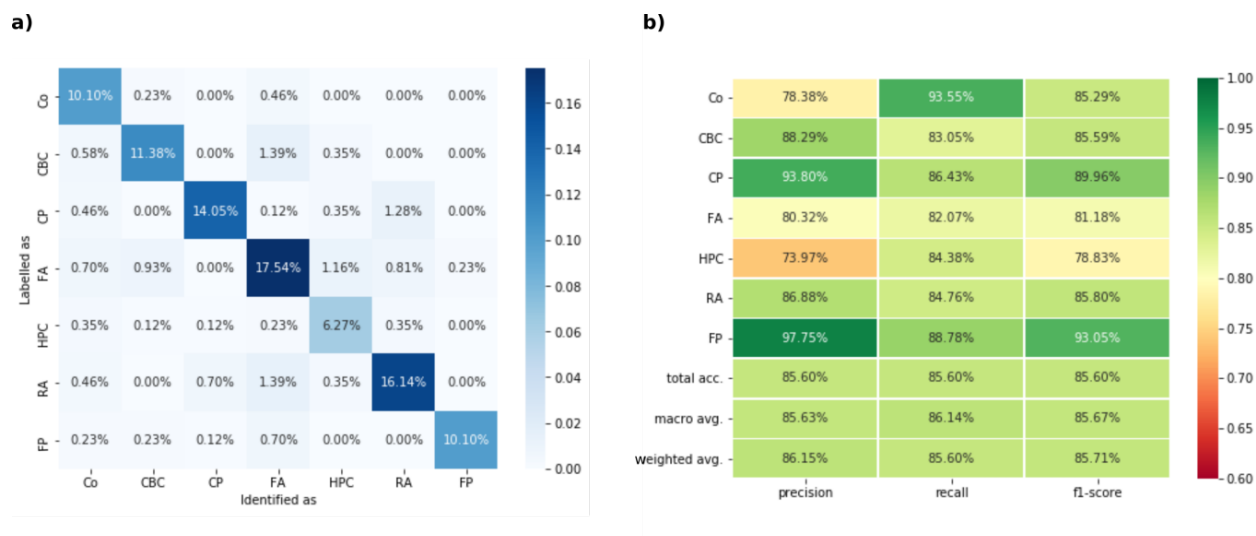 a)
Labelled as
Co 10.10% 0.23% 0.00% 0.46% 0.00% 0.00% 0.00%
CBC 0.58% 11.38% 0.00% 1.39% 0.35% 0.00% 0.00%
CP 0.46% 0.00% 14.05% 0.12% 0.35% 1.28% 0.00%
FA 0.70% 0.93% 0.00% 17.54% 1.16% 0.81% 0.23%
HPC 0.35% 0.12% 0.12% 0.23% 6.27% 0.35% 0.00%
RA 0.46% 0.00% 0.70% 1.39% 0.35% 16.14% 0.00%
FP 0.23% 0.23% 0.12% 0.70% 0.00% 0.00% 10.10%
Co CBC CP FA HPC RA FP
Identified as
0.16
0.14
0.12
0.10
0.08
0.06
0.04
0.02
0.00
b)
Co 78.38% 93.55% 85.29%
CBC 88.29% 83.05% 85.59%
CP 93.80% 86.43% 89.96%
FA 80.32% 82.07% 81.18%
HPC 73.97% 84.38% 78.83%
RA 86.88% 84.76% 85.80%
FP 97.75% 88.78% 93.05%
total acc. 85.60% 85.60% 85.60%
macro avg. 85.63% 86.14% 85.67%
weighted avg. 86.15% 85.60% 85.71%
precision recall f1-score
1.00
0.95
0.90
0.85
0.80
0.75
0.70
0.65
0.60